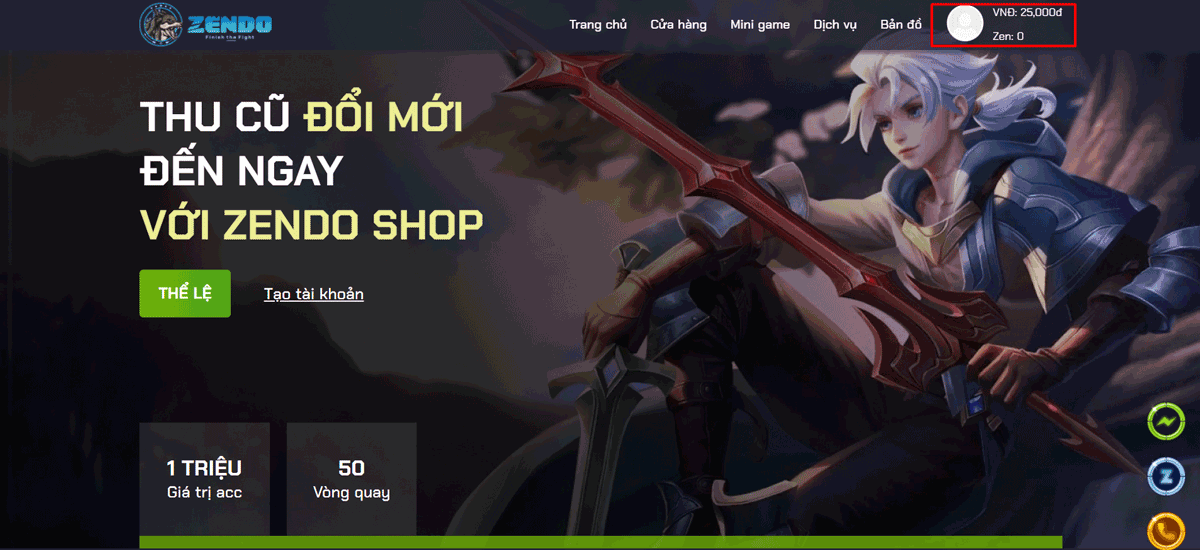 ZENDO
Finish the Fight
Trang chủ
Cửa hàng
Mini game
Dịch vụ
Bản đồ
VNĐ: 25,000đ
Zen: 0
THU CŨ ĐỔI MỚI
ĐẾN NGAY
VỚI ZENDO SHOP
THỂ LỆ
Tạo tài khoản
1 TRIỆU
Giá trị acc
50
Vòng quay
Z